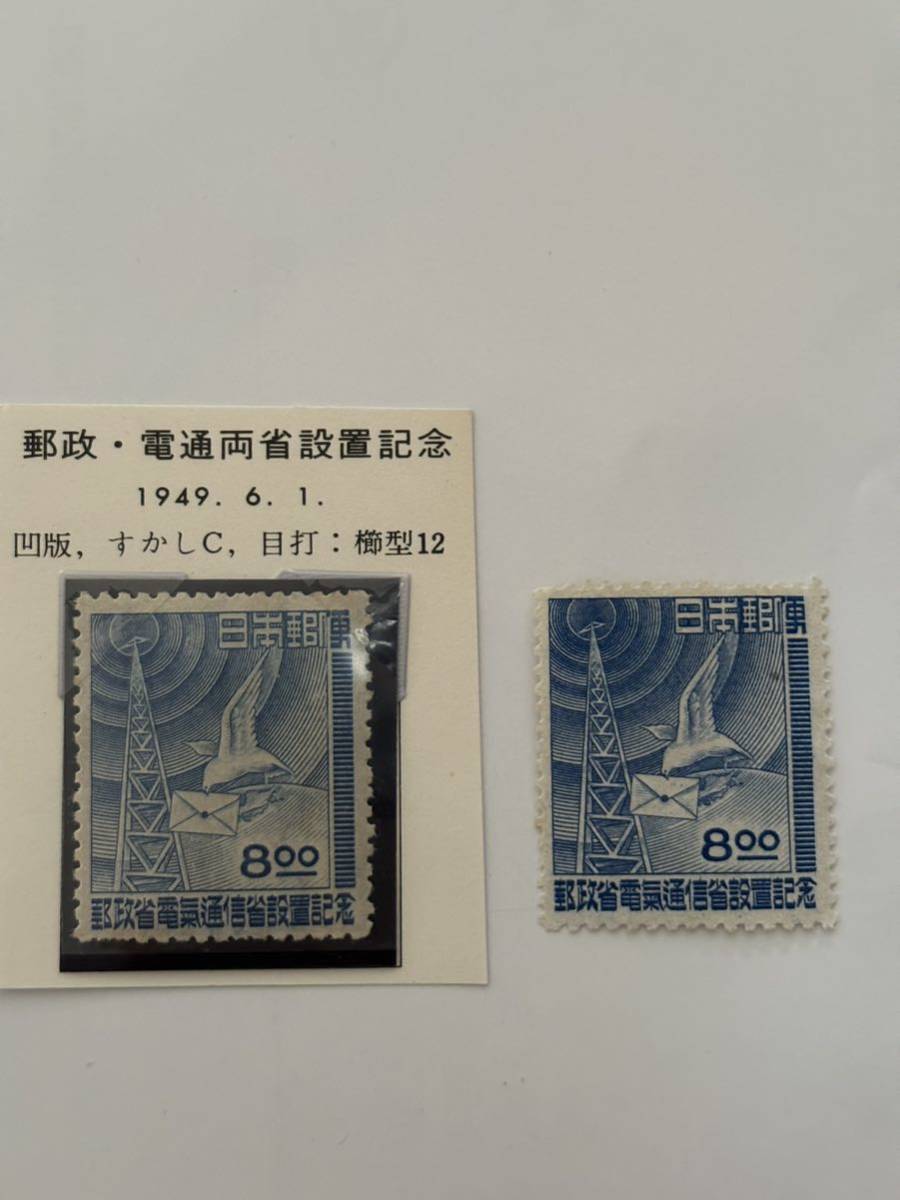 郵政・電通両省設置記念
1949. 6. 1.
凹版，すかしC，目打：櫛型12
日本郵便
8.00
郵政省電氣通信省設置記念
日本郵便
8.00
郵政省電氣通信省設置記念